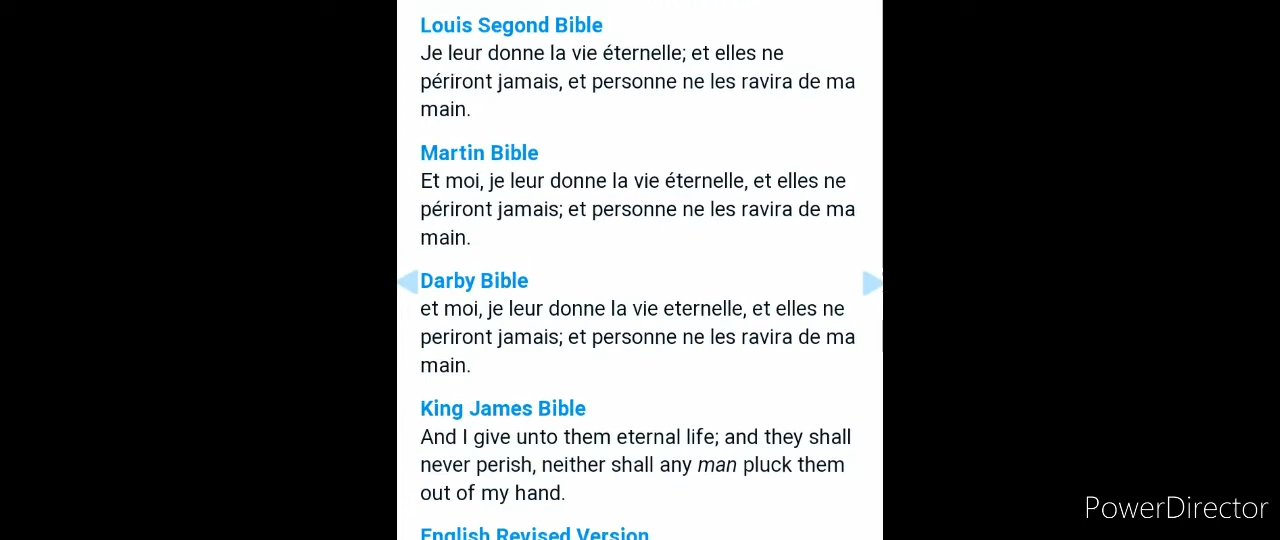 Louis Segond Bible
Je leur donne la vie éternelle; et elles ne
périront jamais, et personne ne les ravira de ma
main.
Martin Bible
Et moi, je leur donne la vie éternelle, et elles ne
périront jamais; et personne ne les ravira de ma
main.
Darby Bible
et moi, je leur donne la vie eternelle, et elles ne
periront jamais; et personne ne les ravira de ma
main.
King James Bible
And I give unto them eternal life; and they shall
never perish, neither shall any man pluck them
out of my hand.
English Revised Version
PowerDirector